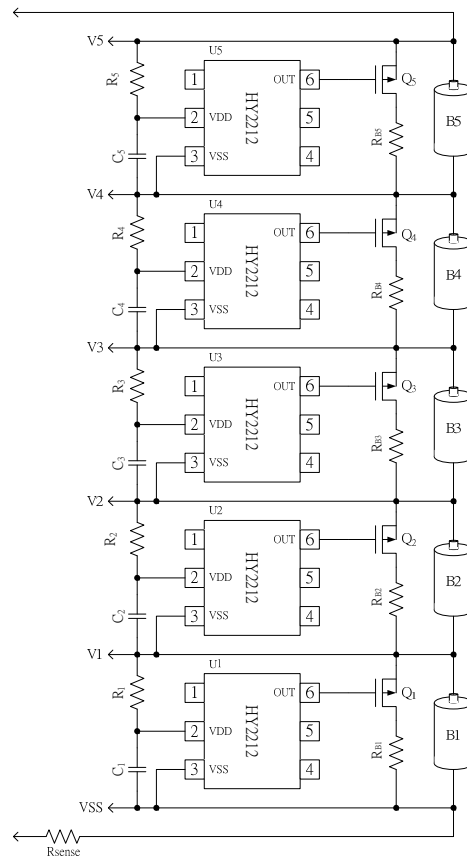 V5
U5
R5
1
OUT
6
Q5
HY2212
2
VDD
5
RB5
B5
C5
3
VSS
4
V4
U4
R4
1
OUT
6
Q4
HY2212
2
VDD
5
RB4
B4
C4
3
VSS
4
V3
U3
R3
1
OUT
6
Q3
HY2212
2
VDD
5
RB3
B3
C3
3
VSS
4
V2
U2
R2
1
OUT
6
Q2
HY2212
2
VDD
5
RB2
B2
C2
3
VSS
4
V1
U1
R1
1
OUT
6
Q1
HY2212
2
VDD
5
RB1
B1
C1
3
VSS
4
VSS
Rsense